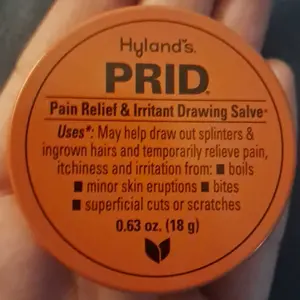 Hyland's.
PRID®
Pain Relief & Irritant Drawing Salve*
Uses*: May help draw out splinters &
ingrown hairs and temporarily relieve pain,
itchiness and irritation from: ■ boils
■ minor skin eruptions ■ bites
■ superficial cuts or scratches
0.63 oz. (18 g)